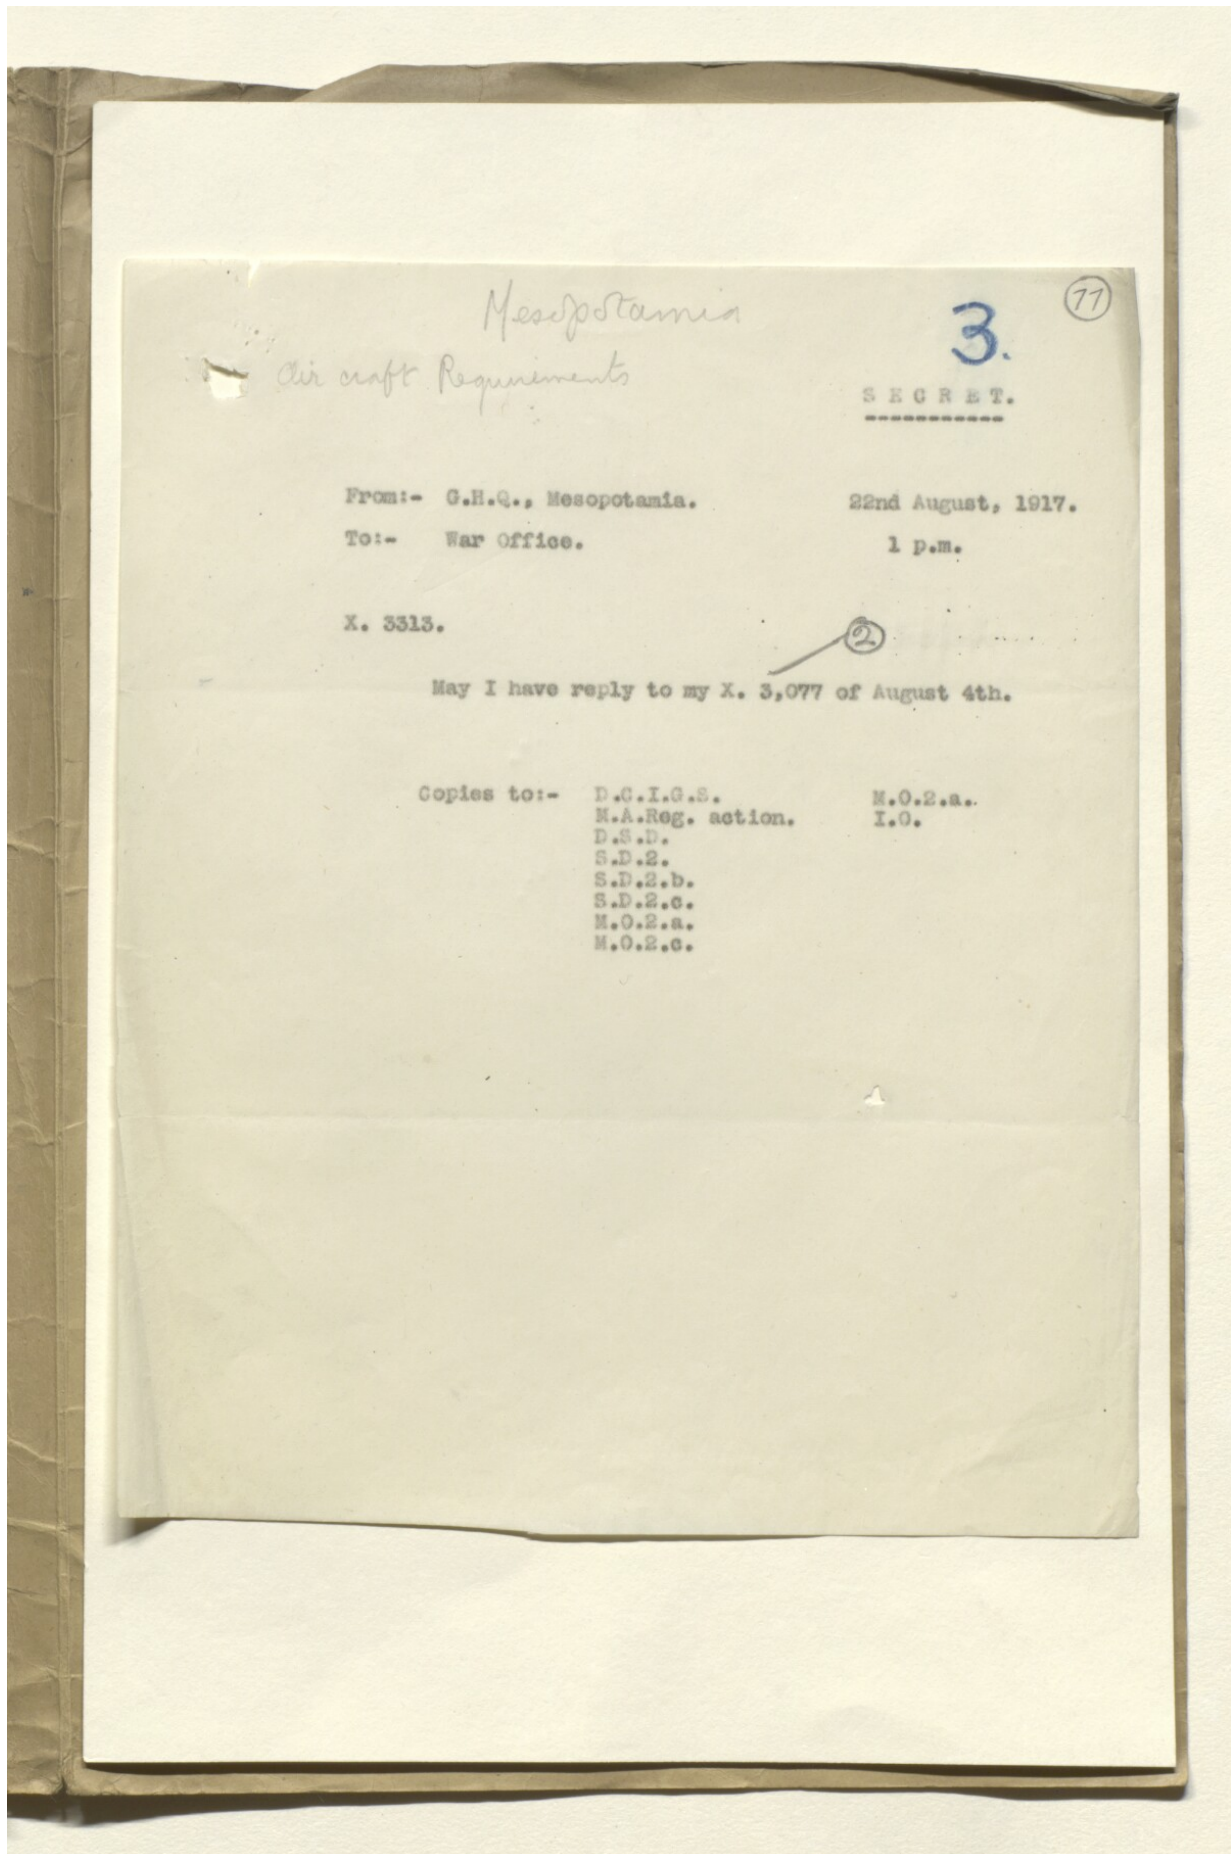 Mesopotamia
3.
77
Air craft Requirements
SECRET.
From:- G.H.Q., Mesopotamia. 22nd August, 1917.
To:- War Office. 1 p.m.
X. 3313.
2
May I have reply to my X. 3,077 of August 4th.
Copies to:- D.C.I.G.S. M.O.2.a.
M.A.Reg. action. I.O.
D.S.D.
S.D.2.
S.D.2.b.
S.D.2.c.
M.O.2.a.
M.O.2.c.